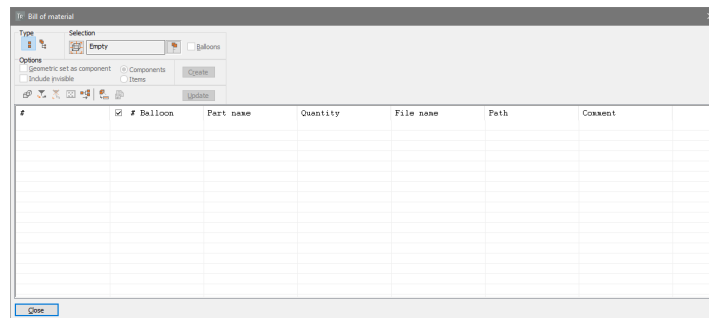 Bill of material
Type Selection
Empty Balloons
Options
Geometric set as component Components
Create
Include invisible Items
Update
# # Balloon Part name Quantity File name Path Comment
Close